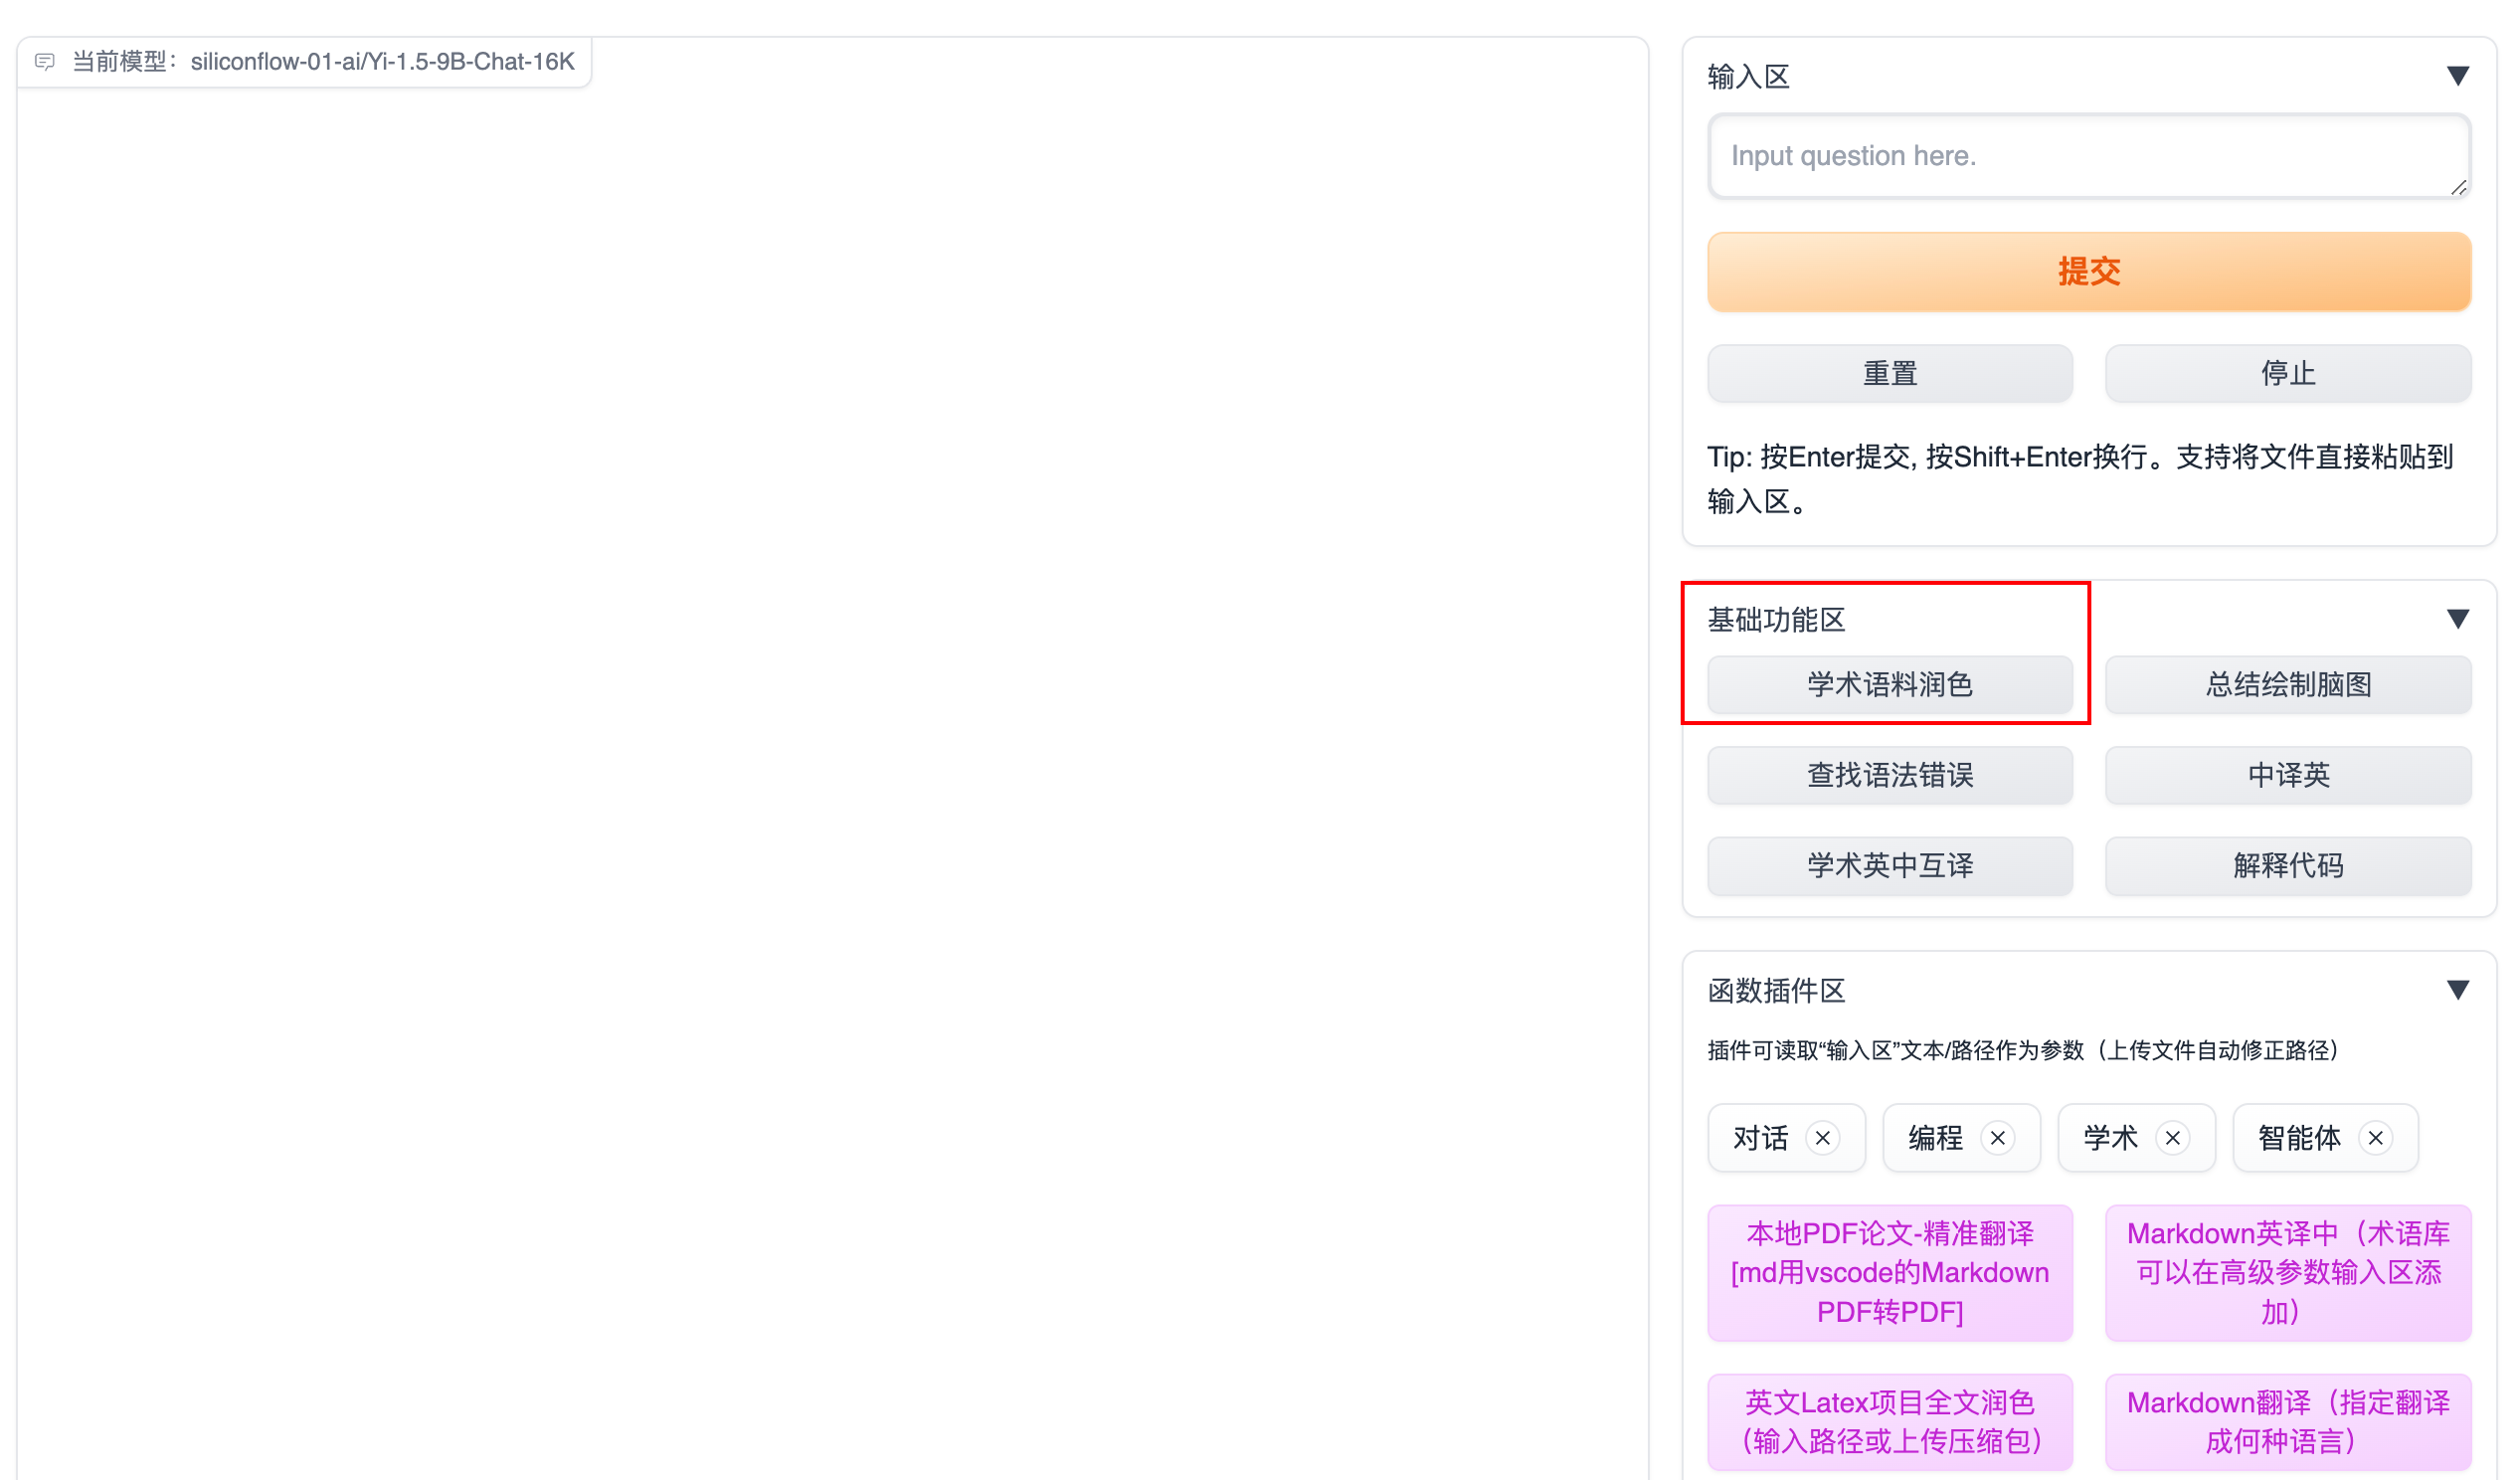 当前模型：siliconflow-01-ai/Yi-1.5-9B-Chat-16K
输入区
Input question here.
提交
重置
停止
Tip: 按Enter提交, 按Shift+Enter换行。支持将文件直接粘贴到
输入区。
基础功能区
学术语料润色
总结绘制脑图
查找语法错误
中译英
学术英中互译
解释代码
函数插件区
插件可读取“输入区”文本/路径作为参数（上传文件自动修正路径）
对话
编程
学术
智能体
本地PDF论文-精准翻译
[md用vscode的Markdown
PDF转PDF]
Markdown英译中（术语库
可以在高级参数输入区添
加）
英文Latex项目全文润色
（输入路径或上传压缩包）
Markdown翻译（指定翻译
成何种语言）